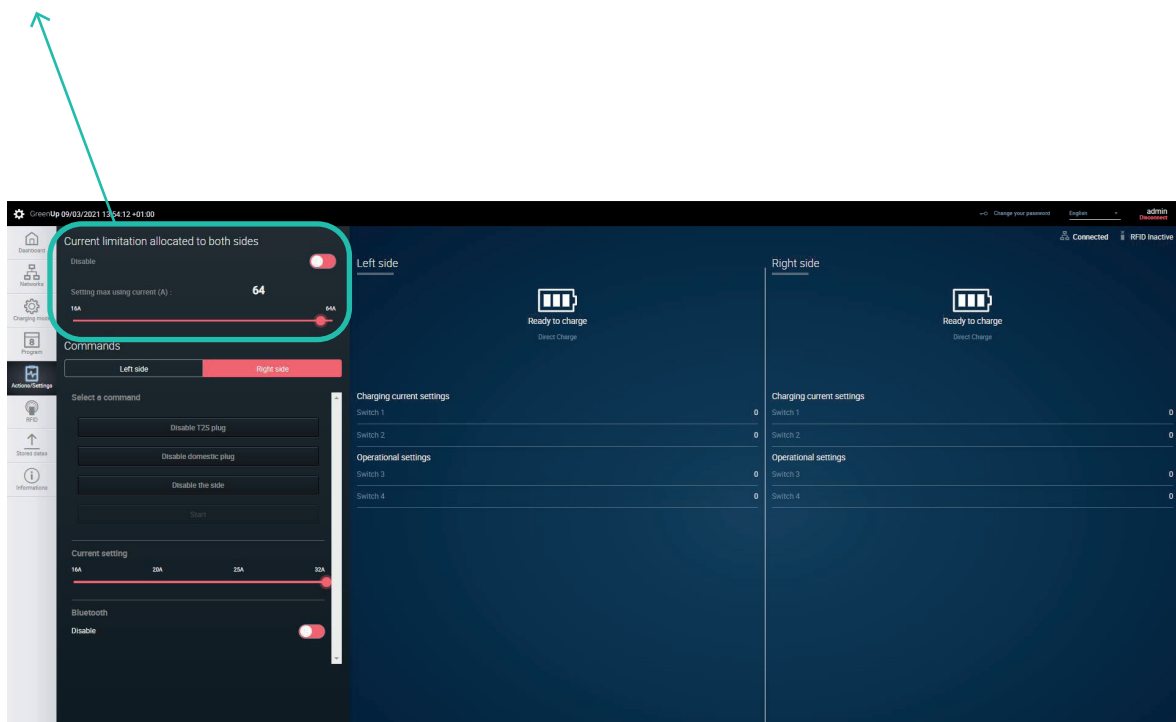 GreenUp 09/03/2021 13:54:12 +01:00
Change your password English admin
Disconnect
Connected RFID Inactive
Dashboard
Networks
Charging mode
8
Program
Actions/Settings
RFID
Stored datas
Informations
Current limitation allocated to both sides
Disable
Setting max using current (A) : 64
16A 64A
Commands
Left side Right side
Select a command
Disable T2S plug
Disable domestic plug
Disable the side
Start
Current setting
16A 20A 25A 32A
Bluetooth
Disable
Left side
Ready to charge
Direct Charge
Charging current settings
Switch 1 0
Switch 2 0
Operational settings
Switch 3 0
Switch 4 0
Right side
Ready to charge
Direct Charge
Charging current settings
Switch 1 0
Switch 2 0
Operational settings
Switch 3 0
Switch 4 0